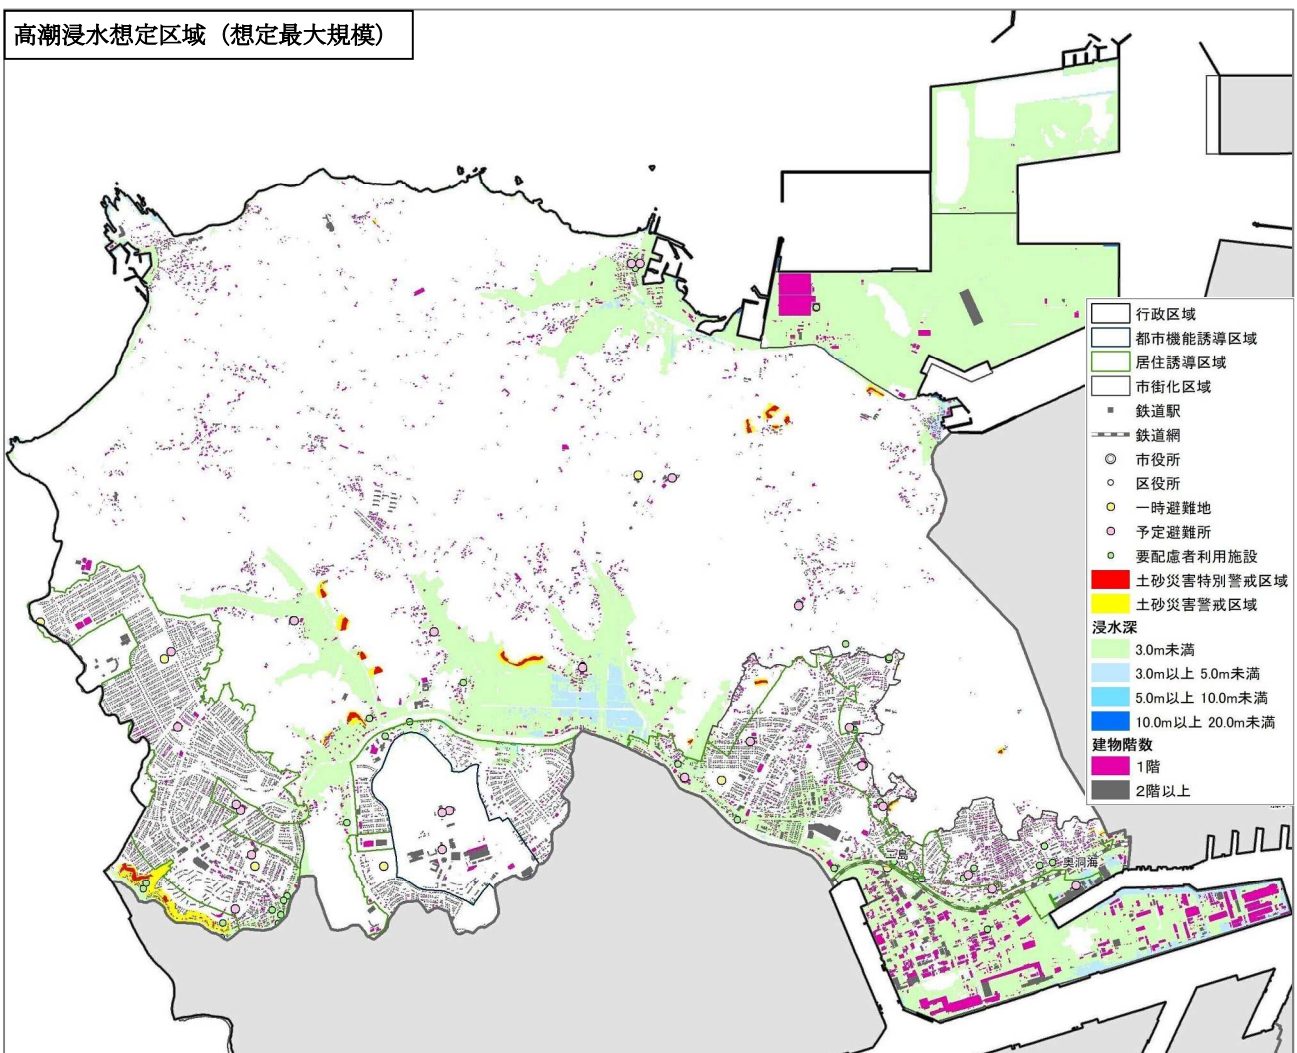 高潮浸水想定区域（想定最大規模）
行政区域
都市機能誘導区域
居住誘導区域
市街化区域
鉄道駅
鉄道網
市役所
区役所
一時避難地
予定避難所
要配慮者利用施設
土砂災害特別警戒区域
土砂災害警戒区域
浸水深
3.0m未満
3.0m以上 5.0m未満
5.0m以上 10.0m未満
10.0m以上 20.0m未満
建物階数
1階
2階以上
二島
奥洞海